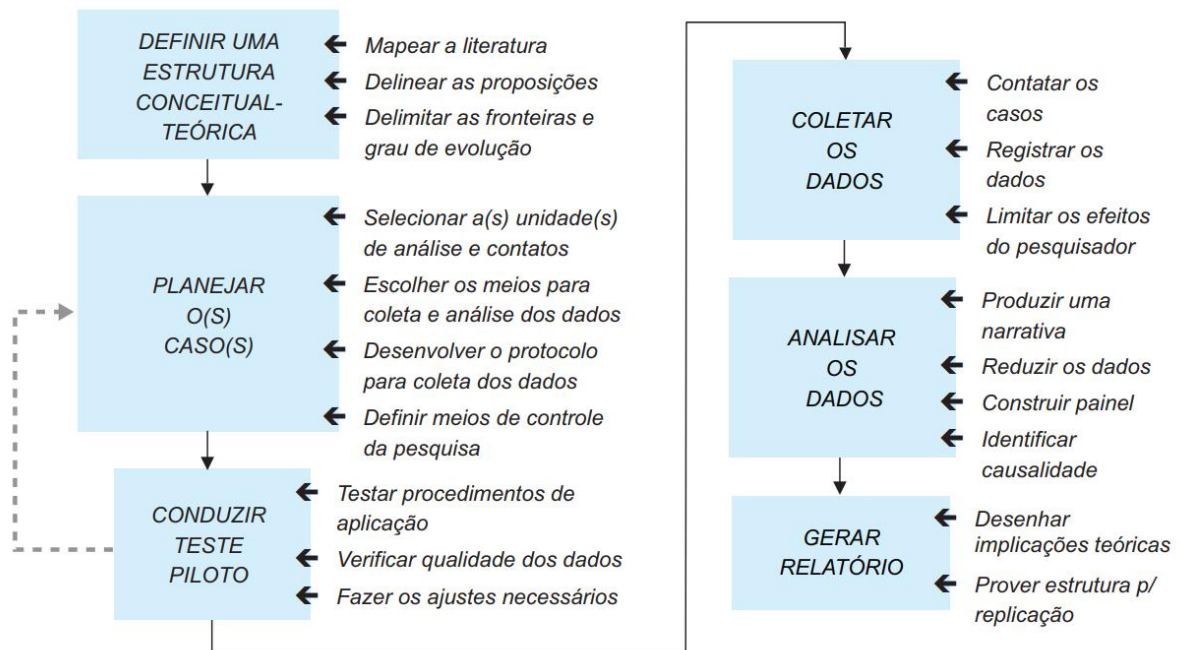 DEFINIR UMA
ESTRUTURA
CONCEITUAL-
TEÓRICA
Mapear a literatura
Delinear as proposições
Delimitar as fronteiras e
grau de evolução
PLANEJAR
O(S)
CASO(S)
Selecionar a(s) unidade(s)
de análise e contatos
Escolher os meios para
coleta e análise dos dados
Desenvolver o protocolo
para coleta dos dados
Definir meios de controle
da pesquisa
CONDUZIR
TESTE
PILOTO
Testar procedimentos de
aplicação
Verificar qualidade dos dados
Fazer os ajustes necessários
COLETAR
OS
DADOS
Contatar os
casos
Registrar os
dados
Limitar os efeitos
do pesquisador
ANALISAR
OS
DADOS
Produzir uma
narrativa
Reduzir os dados
Construir painel
Identificar
causalidade
GERAR
RELATÓRIO
Desenhar
implicações teóricas
Prover estrutura p/
replicação